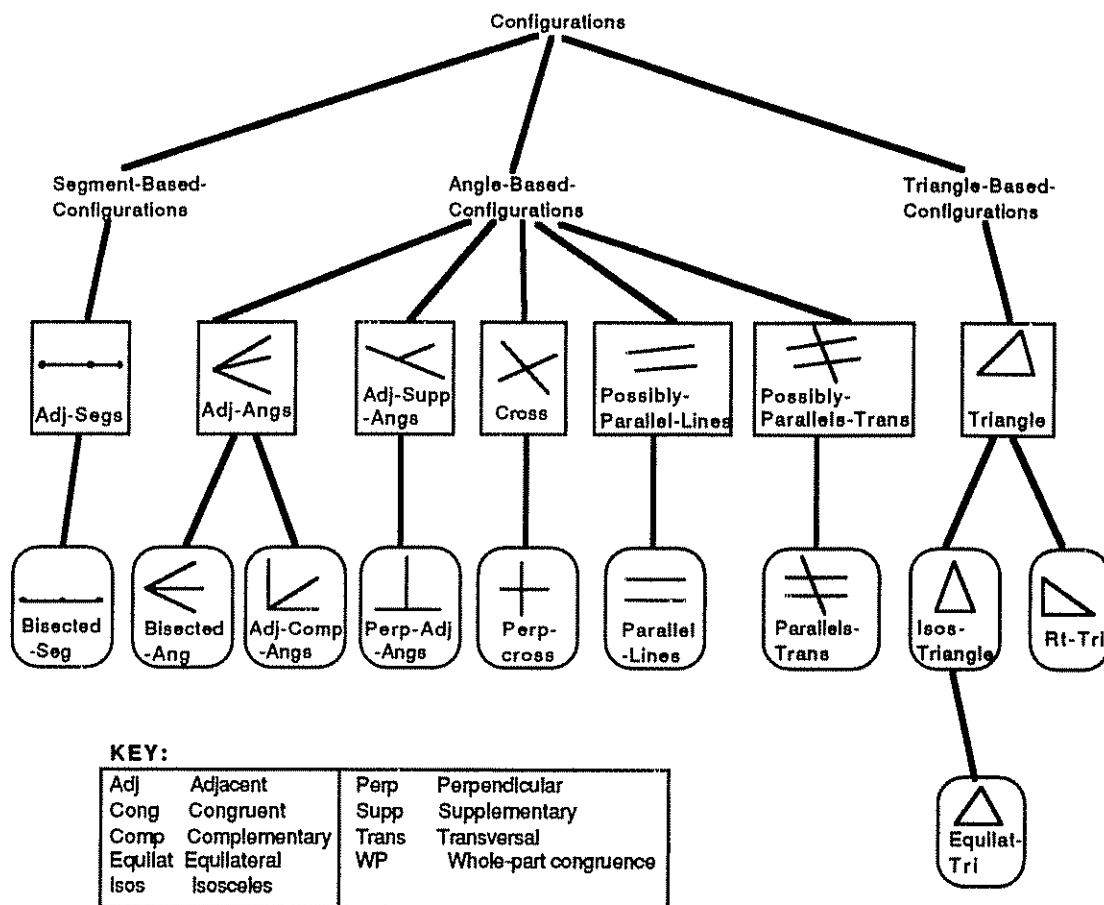 Configurations
Segment-Based-
Configurations
Angle-Based-
Configurations
Triangle-Based-
Configurations
Adj-Segs
Adj-Angs
Adj-Supp
-Angs
Cross
Possibly-
Parallel-Lines
Possibly-
Parallels-Trans
Triangle
Bisected
-Seg
Bisected
-Ang
Adj-Comp
-Angs
Perp-Adj
-Angs
Perp-
cross
Parallel
-Lines
Parallels-
Trans
Isos-
Triangle
Rt-Tri
Equilat-
Tri
KEY:
Adj Adjacent
Cong Congruent
Comp Complementary
Equilat Equilateral
Isos Isosceles
Perp Perpendicular
Supp Supplementary
Trans Transversal
WP Whole-part congruence